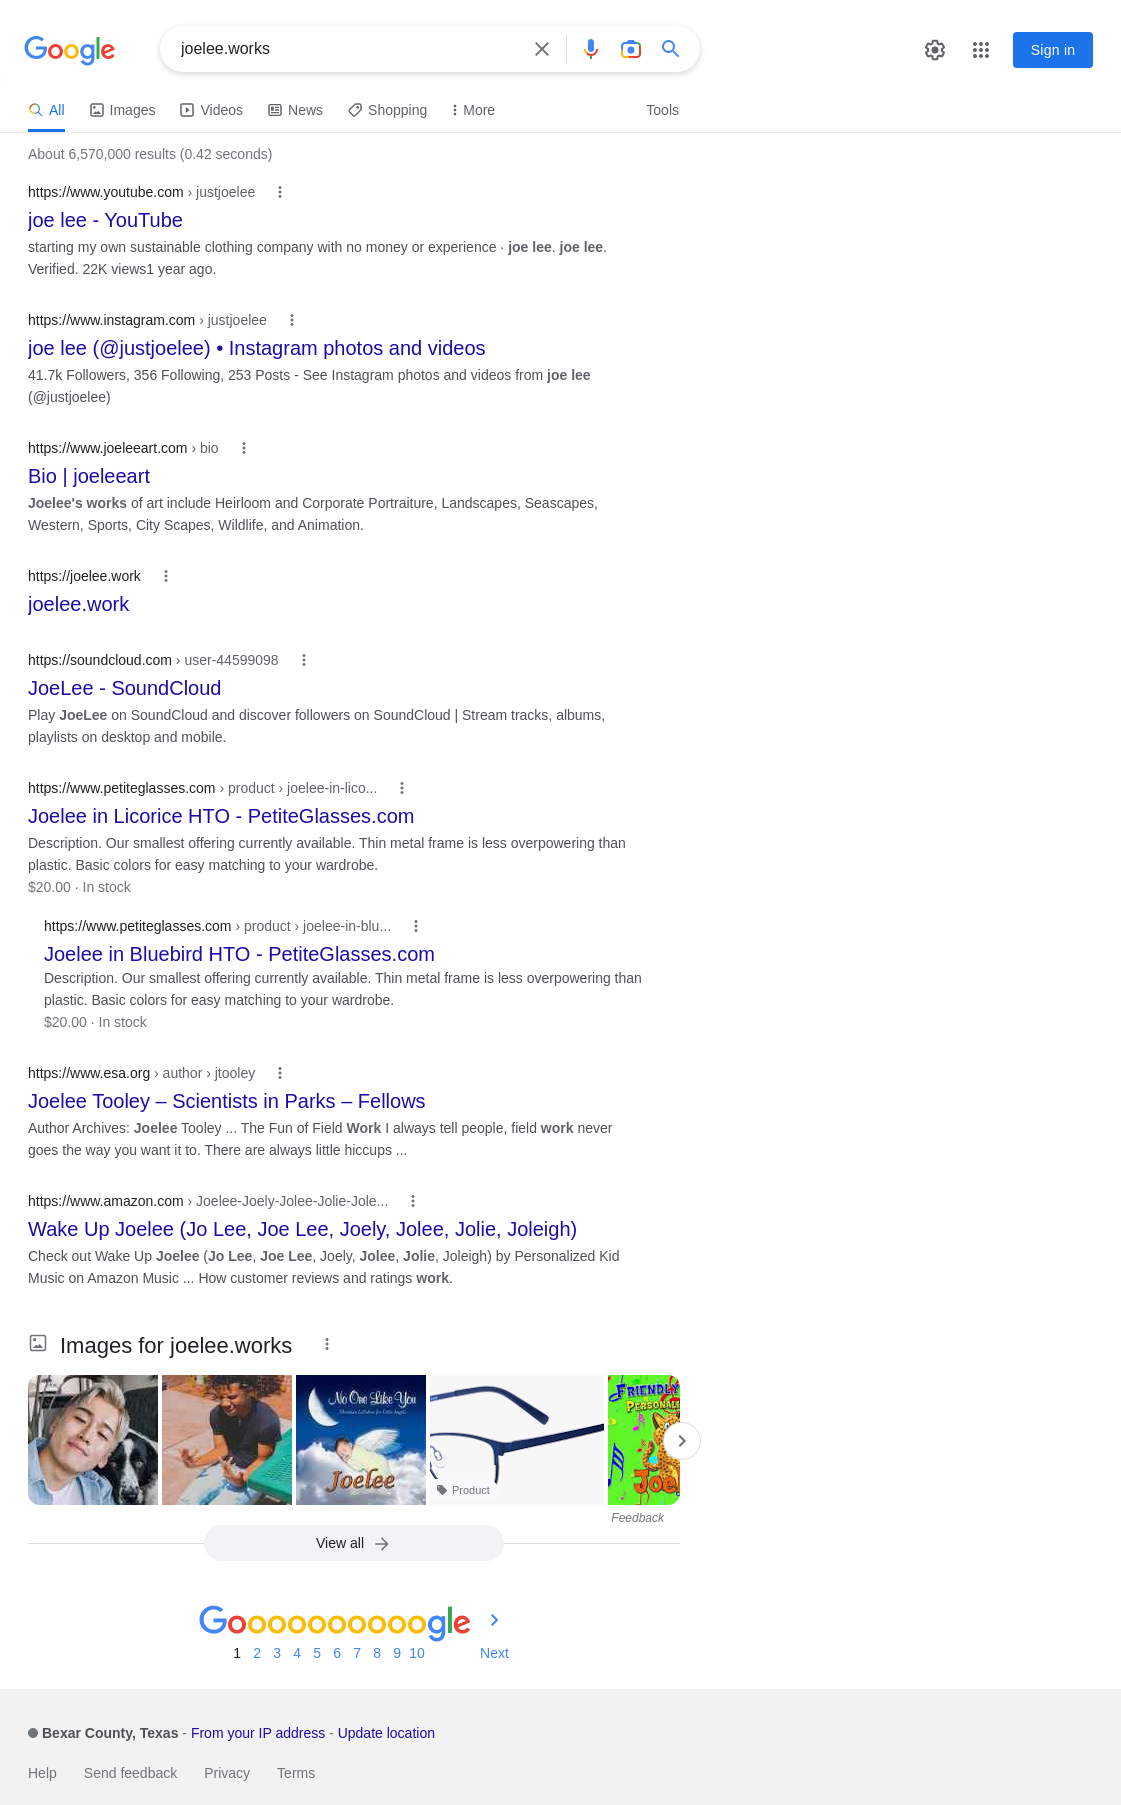 Google
joelee.works
Sign in
All
Images
Videos
News
Shopping
More
Tools
About 6,570,000 results (0.42 seconds)
https://www.youtube.com › justjoelee
joe lee - YouTube
starting my own sustainable clothing company with no money or experience · joe lee. joe lee.
Verified. 22K views1 year ago.
https://www.instagram.com › justjoelee
joe lee (@justjoelee) • Instagram photos and videos
41.7k Followers, 356 Following, 253 Posts - See Instagram photos and videos from joe lee
(@justjoelee)
https://www.joeleeart.com › bio
Bio | joeleeart
Joelee's works of art include Heirloom and Corporate Portraiture, Landscapes, Seascapes,
Western, Sports, City Scapes, Wildlife, and Animation.
https://joelee.work
joelee.work
https://soundcloud.com › user-44599098
JoeLee - SoundCloud
Play JoeLee on SoundCloud and discover followers on SoundCloud | Stream tracks, albums,
playlists on desktop and mobile.
https://www.petiteglasses.com › product › joelee-in-lico...
Joelee in Licorice HTO - PetiteGlasses.com
Description. Our smallest offering currently available. Thin metal frame is less overpowering than
plastic. Basic colors for easy matching to your wardrobe.
$20.00 · In stock
https://www.petiteglasses.com › product › joelee-in-blu...
Joelee in Bluebird HTO - PetiteGlasses.com
Description. Our smallest offering currently available. Thin metal frame is less overpowering than
plastic. Basic colors for easy matching to your wardrobe.
$20.00 · In stock
https://www.esa.org › author › jtooley
Joelee Tooley – Scientists in Parks – Fellows
Author Archives: Joelee Tooley ... The Fun of Field Work I always tell people, field work never
goes the way you want it to. There are always little hiccups ...
https://www.amazon.com › Joelee-Joely-Jolee-Jolie-Jole...
Wake Up Joelee (Jo Lee, Joe Lee, Joely, Jolee, Jolie, Joleigh)
Check out Wake Up Joelee (Jo Lee, Joe Lee, Joely, Jolee, Jolie, Joleigh) by Personalized Kid
Music on Amazon Music ... How customer reviews and ratings work.
Images for joelee.works
No One Like You
Christian Lullabies for Little Angels
Joelee
Product
FRIENDLY
PERSONAL
Joe
Feedback
View all
Goooooooooogle
1 2 3 4 5 6 7 8 9 10 Next
Bexar County, Texas - From your IP address - Update location
Help Send feedback Privacy Terms